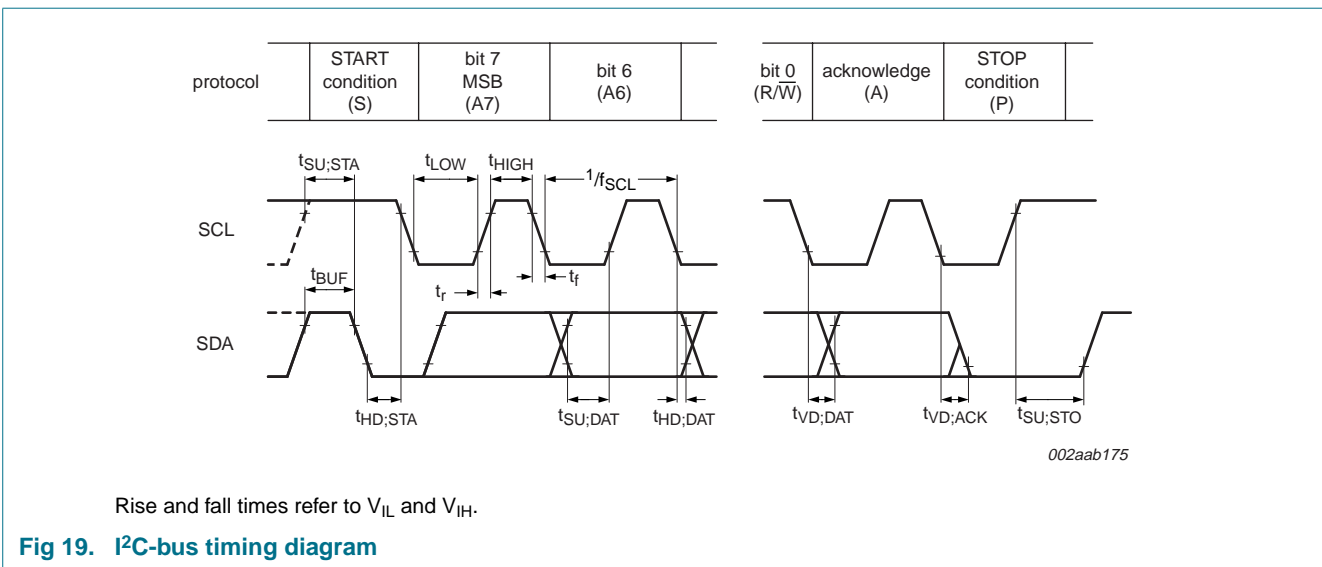 protocol
START
condition
(S)
bit 7
MSB
(A7)
bit 6
(A6)
bit 0
(R/W̅)
acknowledge
(A)
STOP
condition
(P)
tSU;STA
tLOW
tHIGH
1/fSCL
SCL
tBUF
tr
tf
SDA
tHD;STA
tSU;DAT
tHD;DAT
tVD;DAT
tVD;ACK
tSU;STO
002aab175
Rise and fall times refer to VIL and VIH.
Fig 19. I²C-bus timing diagram